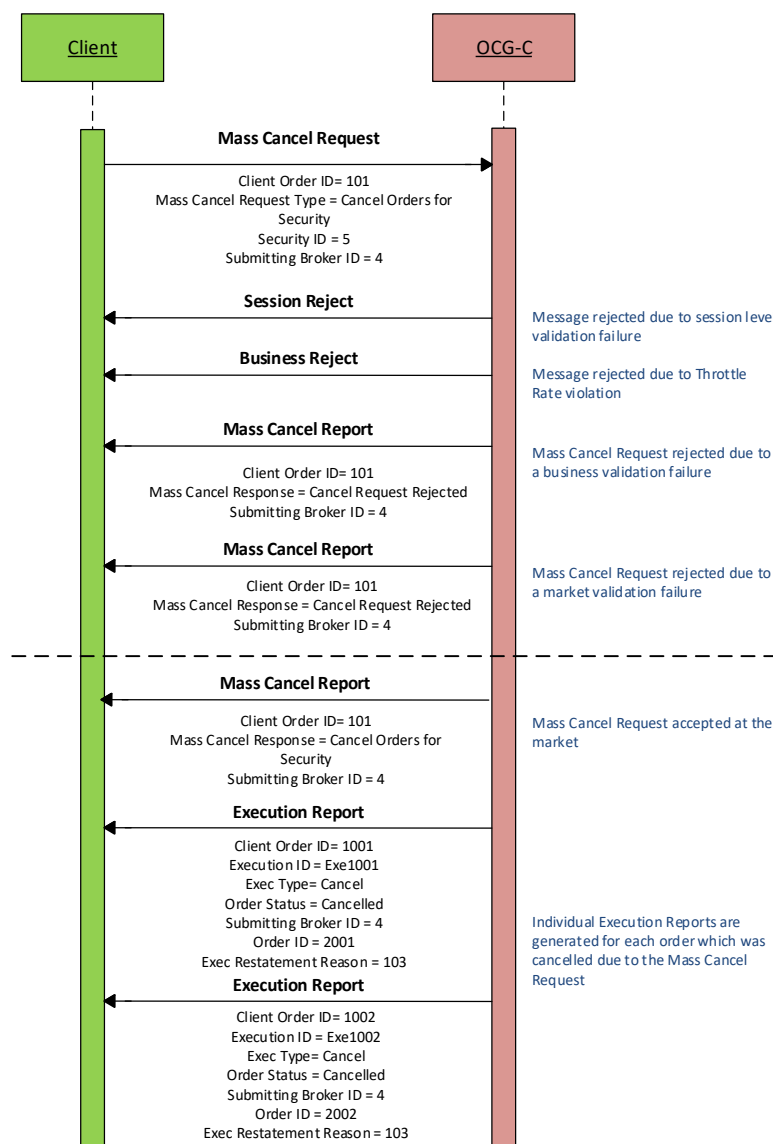 Client
OCG-C
Mass Cancel Request
Client Order ID= 101
Mass Cancel Request Type = Cancel Orders for
Security
Security ID = 5
Submitting Broker ID = 4
Session Reject
Message rejected due to session leve
validation failure
Business Reject
Message rejected due to Throttle
Rate violation
Mass Cancel Report
Mass Cancel Request rejected due to
a business validation failure
Client Order ID= 101
Mass Cancel Response = Cancel Request Rejected
Submitting Broker ID = 4
Mass Cancel Report
Mass Cancel Request rejected due to
a market validation failure
Client Order ID= 101
Mass Cancel Response = Cancel Request Rejected
Submitting Broker ID = 4
Mass Cancel Report
Mass Cancel Request accepted at the
market
Client Order ID= 101
Mass Cancel Response = Cancel Orders for
Security
Submitting Broker ID = 4
Execution Report
Client Order ID= 1001
Execution ID = Exe1001
Exec Type= Cancel
Order Status = Cancelled
Submitting Broker ID = 4
Order ID = 2001
Exec Restatement Reason = 103
Individual Execution Reports are
generated for each order which was
cancelled due to the Mass Cancel
Request
Execution Report
Client Order ID= 1002
Execution ID = Exe1002
Exec Type= Cancel
Order Status = Cancelled
Submitting Broker ID = 4
Order ID = 2002
Exec Restatement Reason = 103